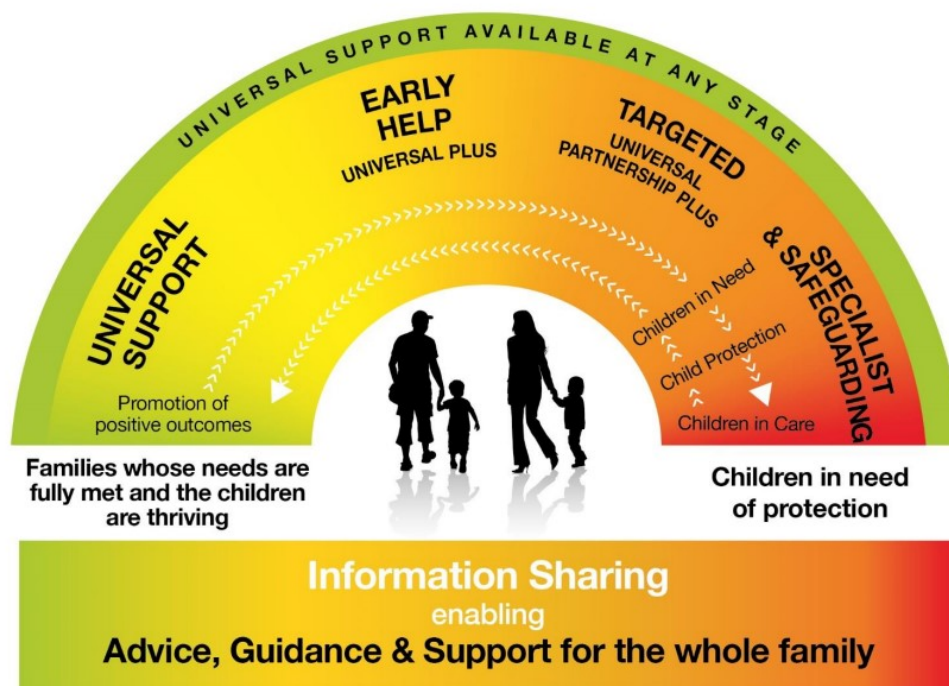 UNIVERSAL SUPPORT AVAILABLE AT ANY STAGE
UNIVERSAL
SUPPORT
EARLY
HELP
UNIVERSAL PLUS
TARGETED
UNIVERSAL
PARTNERSHIP PLUS
SPECIALIST
& SAFEGUARDING
Children in Need
Child Protection
Children in Care
Promotion of
positive outcomes
Families whose needs are
fully met and the children
are thriving
Children in need
of protection
Information Sharing
enabling
Advice, Guidance & Support for the whole family